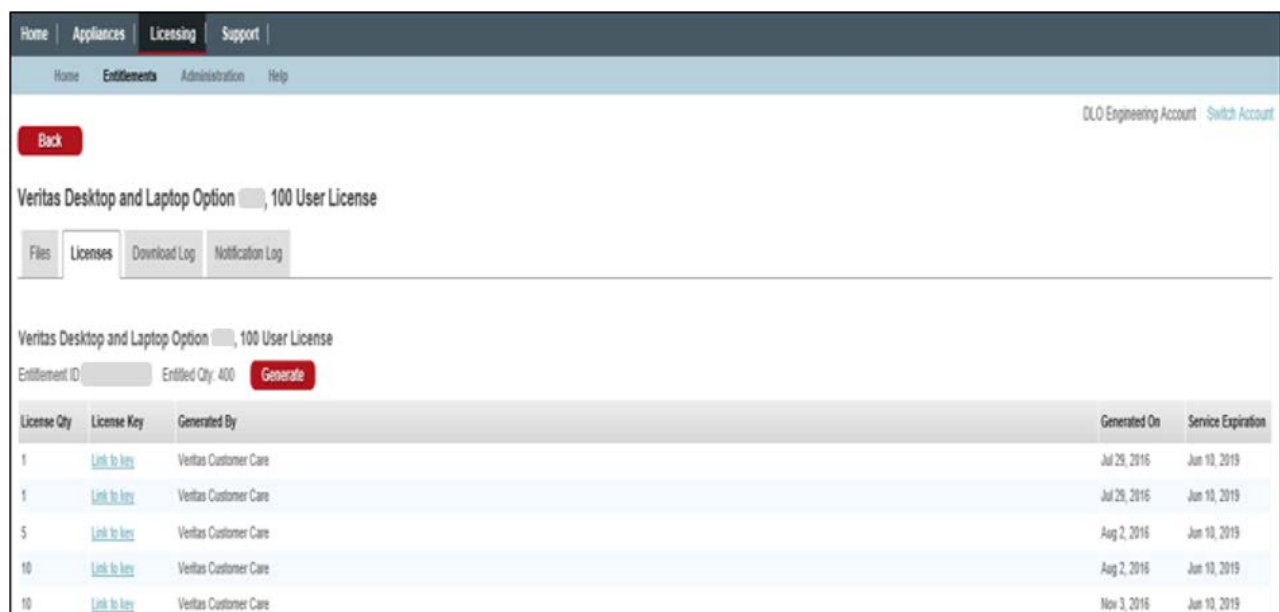 Home | Appliances | Licensing | Support |
Home Entitlements Administration Help
DLO Engineering Account Switch Account
Back
Veritas Desktop and Laptop Option , 100 User License
Files Licenses Download Log Notification Log
Veritas Desktop and Laptop Option , 100 User License
Entitlement ID: Entitled Qty: 400 Generate
License Qty License Key Generated By Generated On Service Expiration
1 Link to key Veritas Customer Care Jul 29, 2016 Jun 10, 2019
1 Link to key Veritas Customer Care Jul 29, 2016 Jun 10, 2019
5 Link to key Veritas Customer Care Aug 2, 2016 Jun 10, 2019
10 Link to key Veritas Customer Care Aug 2, 2016 Jun 10, 2019
10 Link to key Veritas Customer Care Nov 3, 2016 Jun 10, 2019